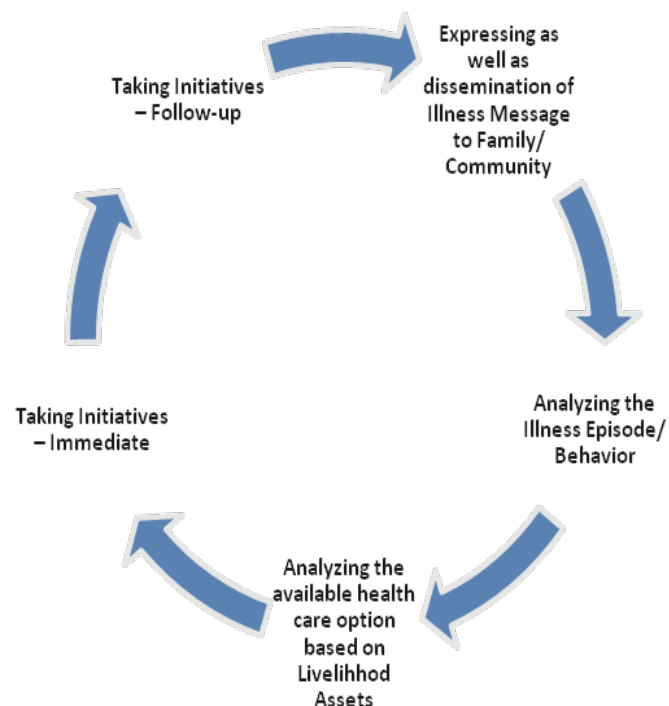 Expressing as
well as
dissemination of
Illness Message
to Family/
Community
Analyzing the
Illness Episode/
Behavior
Analyzing the
available health
care option
based on
Livelihhod
Assets
Taking Initiatives
– Immediate
Taking Initiatives
– Follow-up